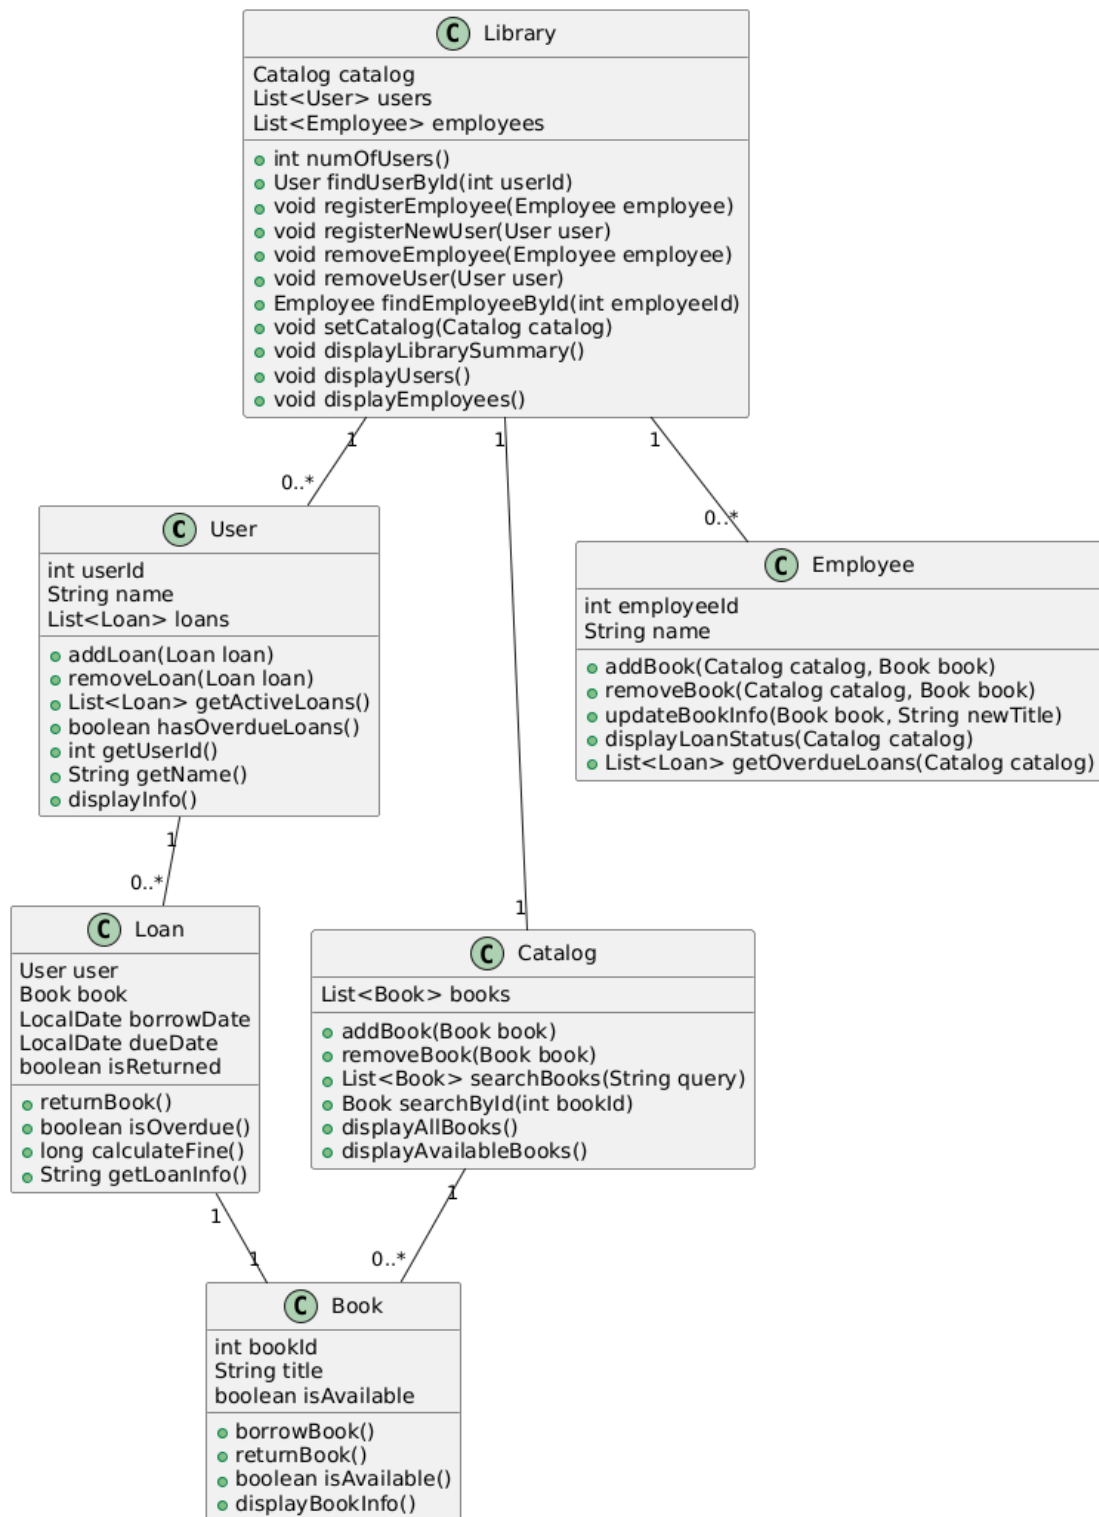 C Library
Catalog catalog
List<User> users
List<Employee> employees
int numOfUsers()
User findUserById(int userId)
void registerEmployee(Employee employee)
void registerNewUser(User user)
void removeEmployee(Employee employee)
void removeUser(User user)
Employee findEmployeeById(int employeeId)
void setCatalog(Catalog catalog)
void displayLibrarySummary()
void displayUsers()
void displayEmployees()
1
1
1
0..*
0..*
C User
int userId
String name
List<Loan> loans
addLoan(Loan loan)
removeLoan(Loan loan)
List<Loan> getActiveLoans()
boolean hasOverdueLoans()
int getUserId()
String getName()
displayInfo()
C Employee
int employeeId
String name
addBook(Catalog catalog, Book book)
removeBook(Catalog catalog, Book book)
updateBookInfo(Book book, String newTitle)
displayLoanStatus(Catalog catalog)
List<Loan> getOverdueLoans(Catalog catalog)
1
0..*
1
C Loan
User user
Book book
LocalDate borrowDate
LocalDate dueDate
boolean isReturned
returnBook()
boolean isOverdue()
long calculateFine()
String getLoanInfo()
C Catalog
List<Book> books
addBook(Book book)
removeBook(Book book)
List<Book> searchBooks(String query)
Book searchById(int bookId)
displayAllBooks()
displayAvailableBooks()
1
1
1
0..*
C Book
int bookId
String title
boolean isAvailable
borrowBook()
returnBook()
boolean isAvailable()
displayBookInfo()